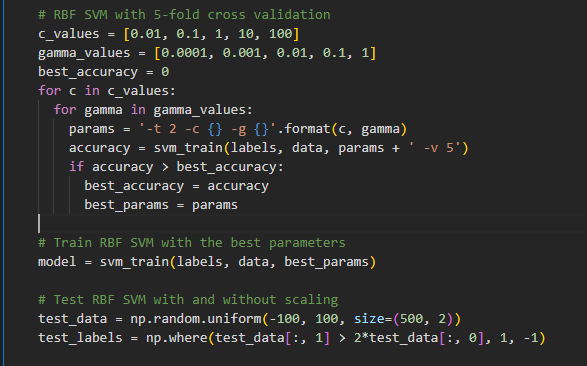 # RBF SVM with 5-fold cross validation
c_values = [0.01, 0.1, 1, 10, 100]
gamma_values = [0.0001, 0.001, 0.01, 0.1, 1]
best_accuracy = 0
for c in c_values:
  for gamma in gamma_values:
    params = '-t 2 -c {} -g {}'.format(c, gamma)
    accuracy = svm_train(labels, data, params + ' -v 5')
    if accuracy > best_accuracy:
      best_accuracy = accuracy
      best_params = params
# Train RBF SVM with the best parameters
model = svm_train(labels, data, best_params)
# Test RBF SVM with and without scaling
test_data = np.random.uniform(-100, 100, size=(500, 2))
test_labels = np.where(test_data[:, 1] > 2*test_data[:, 0], 1, -1)